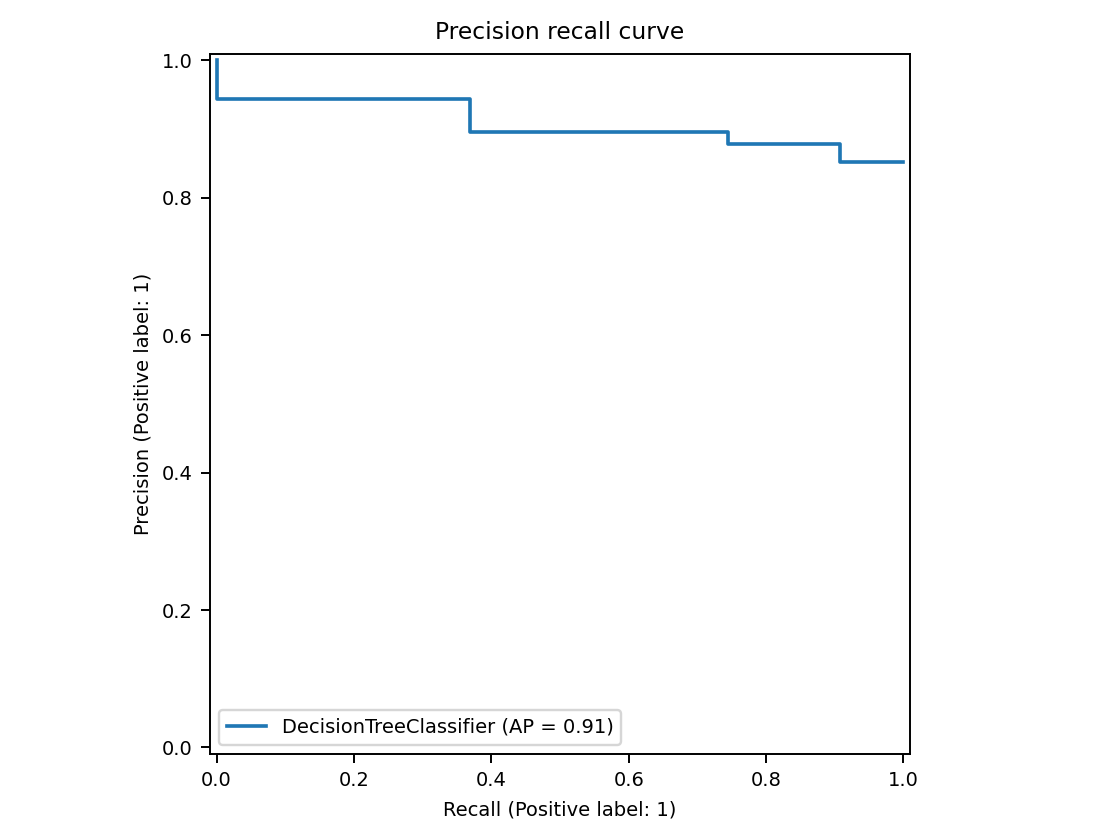 Precision recall curve
1.0
0.8
0.6
0.4
0.2
0.0
Precision (Positive label: 1)
DecisionTreeClassifier (AP = 0.91)
0.0 0.2 0.4 0.6 0.8 1.0
Recall (Positive label: 1)